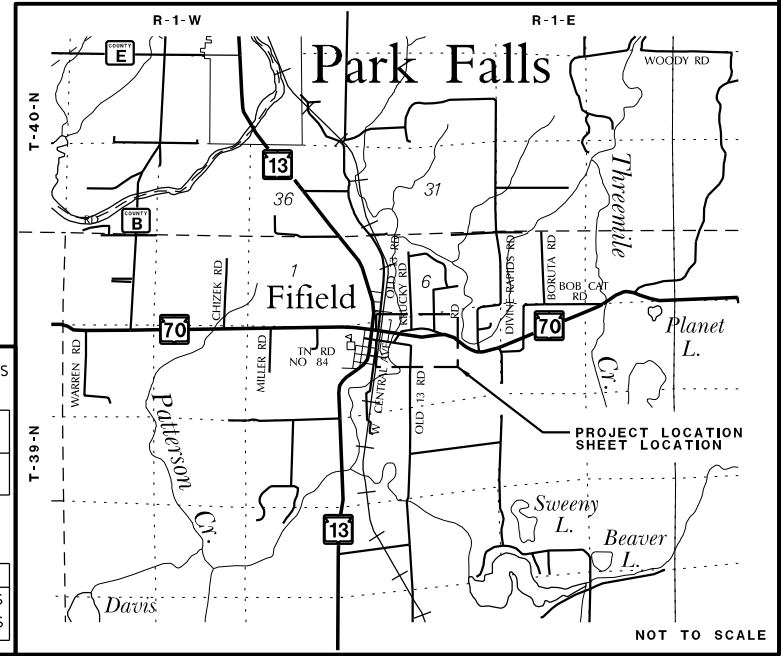 R-1-W
R-1-E
COUNTY
E
Park Falls
WOODY RD
T-40-N
13
Threemile
36
31
COUNTY
B
RD
OLD 13 RD
KRUCKY RD
DIVINE RAPIDS RD
BORUTA RD
1
6
CHIZEK RD
Fifield
BOB CAT
RD
RD
70
70
Planet
L.
WARREN RD
MILLER RD
TN RD
NO 84
W CENTRAL AVE
OLD 13 RD
Cr.
S
Patterson
Cr.
T-39-N
PROJECT LOCATION
SHEET LOCATION
Sweeny
L.
13
Beaver
L.
Davis
NOT TO SCALE